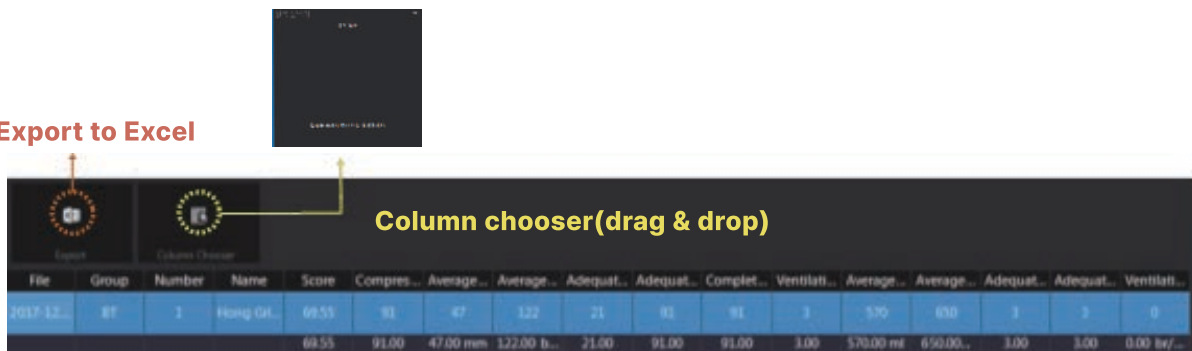 Export to Excel
Column chooser(drag & drop)
Export
Column Chooser
File Group Number Name Score Compres... Average... Average... Adequat... Adequat... Complet... Ventilati... Average... Average... Adequat... Adequat... Ventilati...
2017-12... BT 1 Hong Gil... 69.55 91 47 122 21 91 91 3 570 650 3 3 0
69.55 91.00 47.00 mm 122.00 b... 21.00 91.00 91.00 3.00 570.00 ml 650.00... 3.00 3.00 0.00 br/...